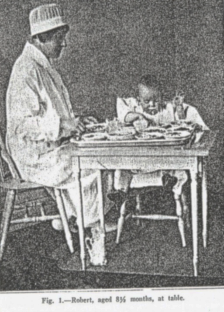 Fig. 1.—Robert, aged 8½ months, at table.